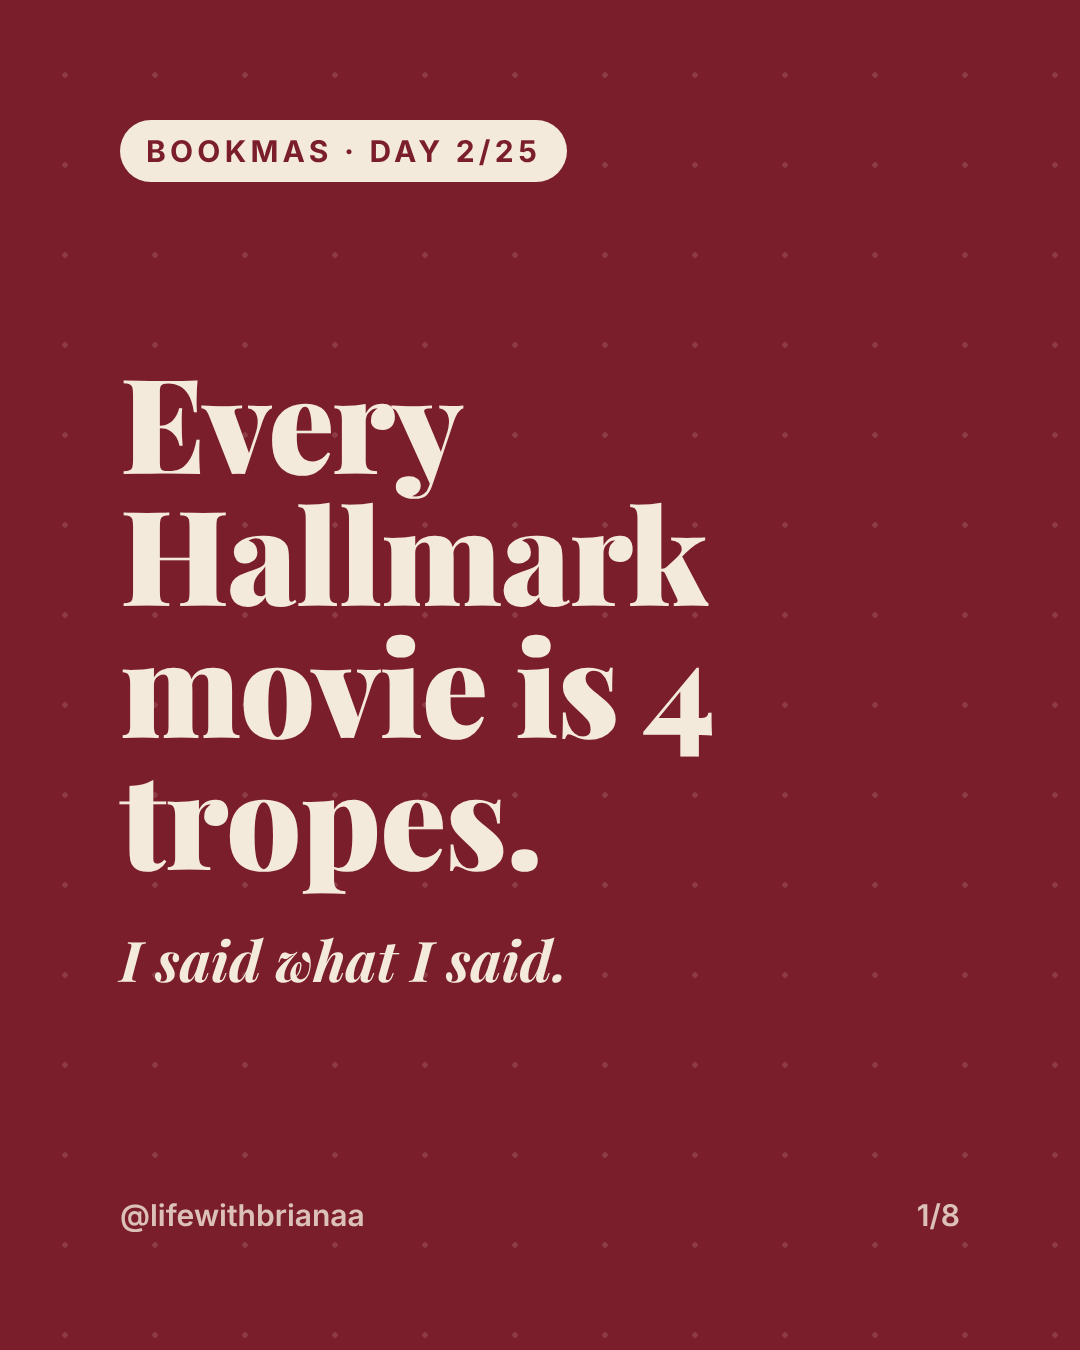 BOOKMAS · DAY 2/25
Every
Hallmark
movie is 4
tropes.
I said what I said.
@lifewithbrianaa
1/8